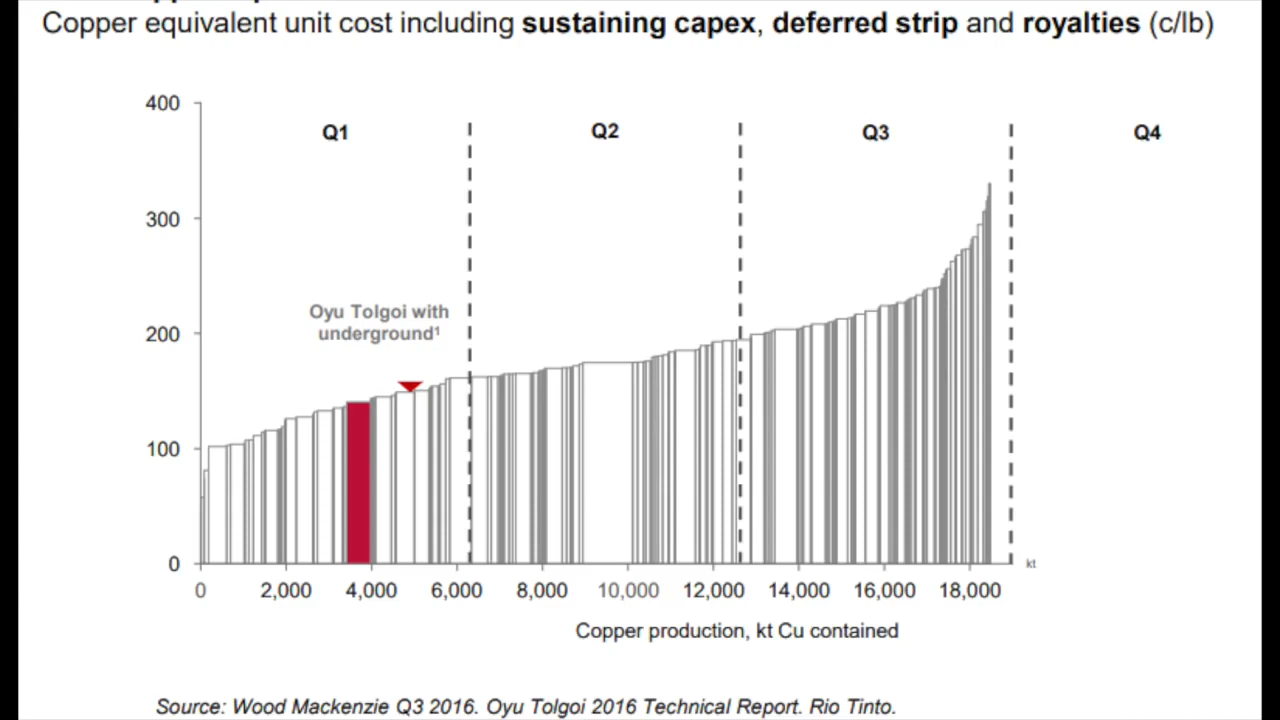 Copper equivalent unit cost including sustaining capex, deferred strip and royalties (c/lb)
400
Q1
Q2
Q3
Q4
300
Oyu Tolgoi with
underground¹
200
100
0
kt
0 2,000 4,000 6,000 8,000 10,000 12,000 14,000 16,000 18,000
Copper production, kt Cu contained
Source: Wood Mackenzie Q3 2016. Oyu Tolgoi 2016 Technical Report. Rio Tinto.